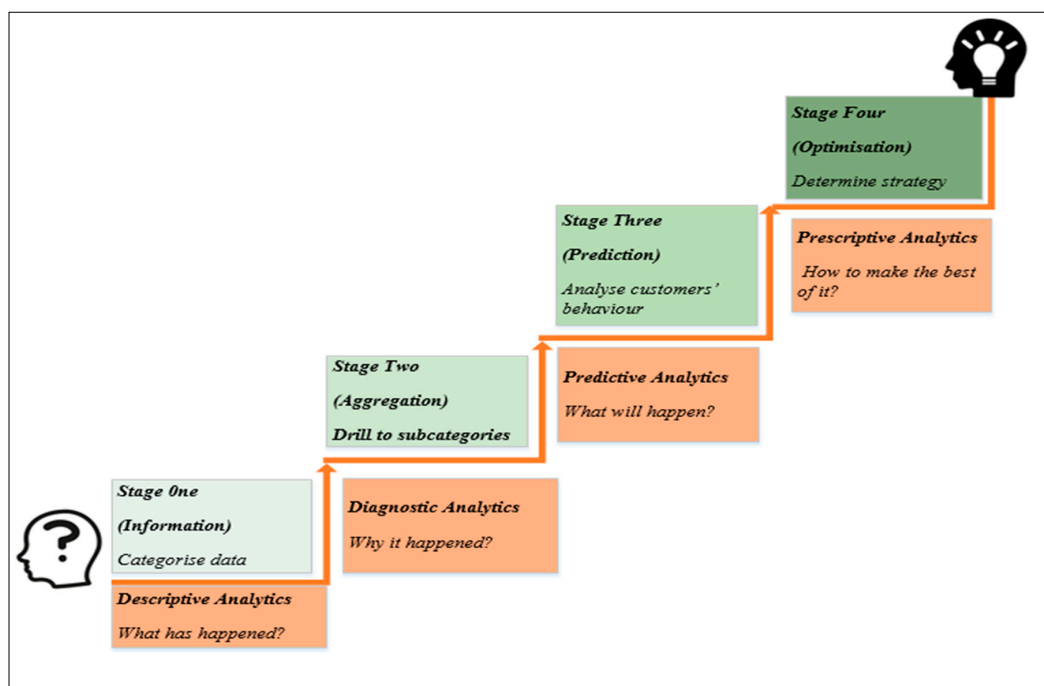 Stage Four
(Optimisation)
Determine strategy
Stage Three
(Prediction)
Analyse customers’
behaviour
Prescriptive Analytics
How to make the best
of it?
Stage Two
(Aggregation)
Drill to subcategories
Predictive Analytics
What will happen?
Stage 0ne
(Information)
Categorise data
Diagnostic Analytics
Why it happened?
?
Descriptive Analytics
What has happened?